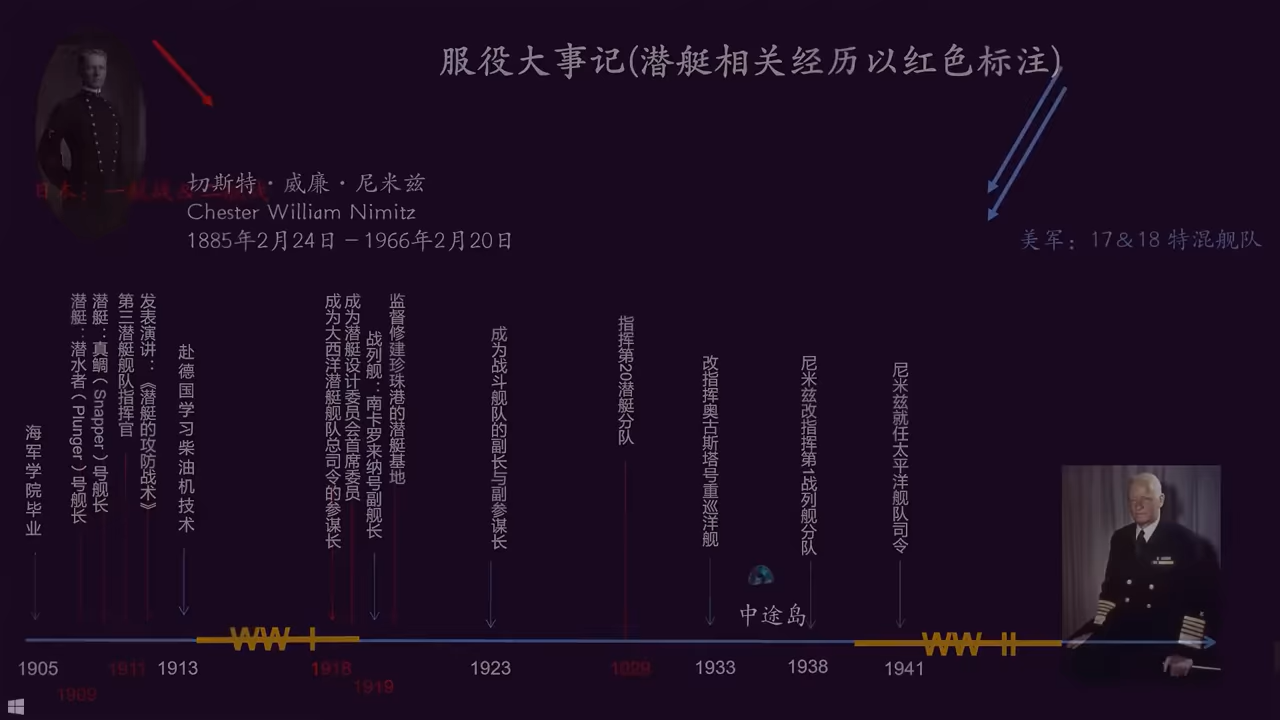 服役大事记(潜艇相关经历以红色标注)
切斯特·威廉·尼米兹
Chester William Nimitz
1885年2月24日－1966年2月20日
日本：
美军：17&18 特混舰队
海军学院毕业
潜艇：潜水者（Plunger）号舰长
潜艇：真鲷（Snapper）号舰长
第三潜艇舰队指挥官
发表演讲：《潜艇的攻防战术》
赴德国学习柴油机技术
成为大西洋潜艇舰队总司令的参谋长
成为潜艇设计委员会首席委员
战列舰：南卡罗来纳号副舰长
监督修建珍珠港的潜艇基地
成为战斗舰队的副长与副参谋长
指挥第20潜艇分队
改指挥奥古斯塔号重巡洋舰
尼米兹改指挥第1战列舰分队
尼米兹就任太平洋舰队司令
中途岛
WW I
WW II
1905
1909
1911
1913
1918
1919
1923
1929
1933
1938
1941